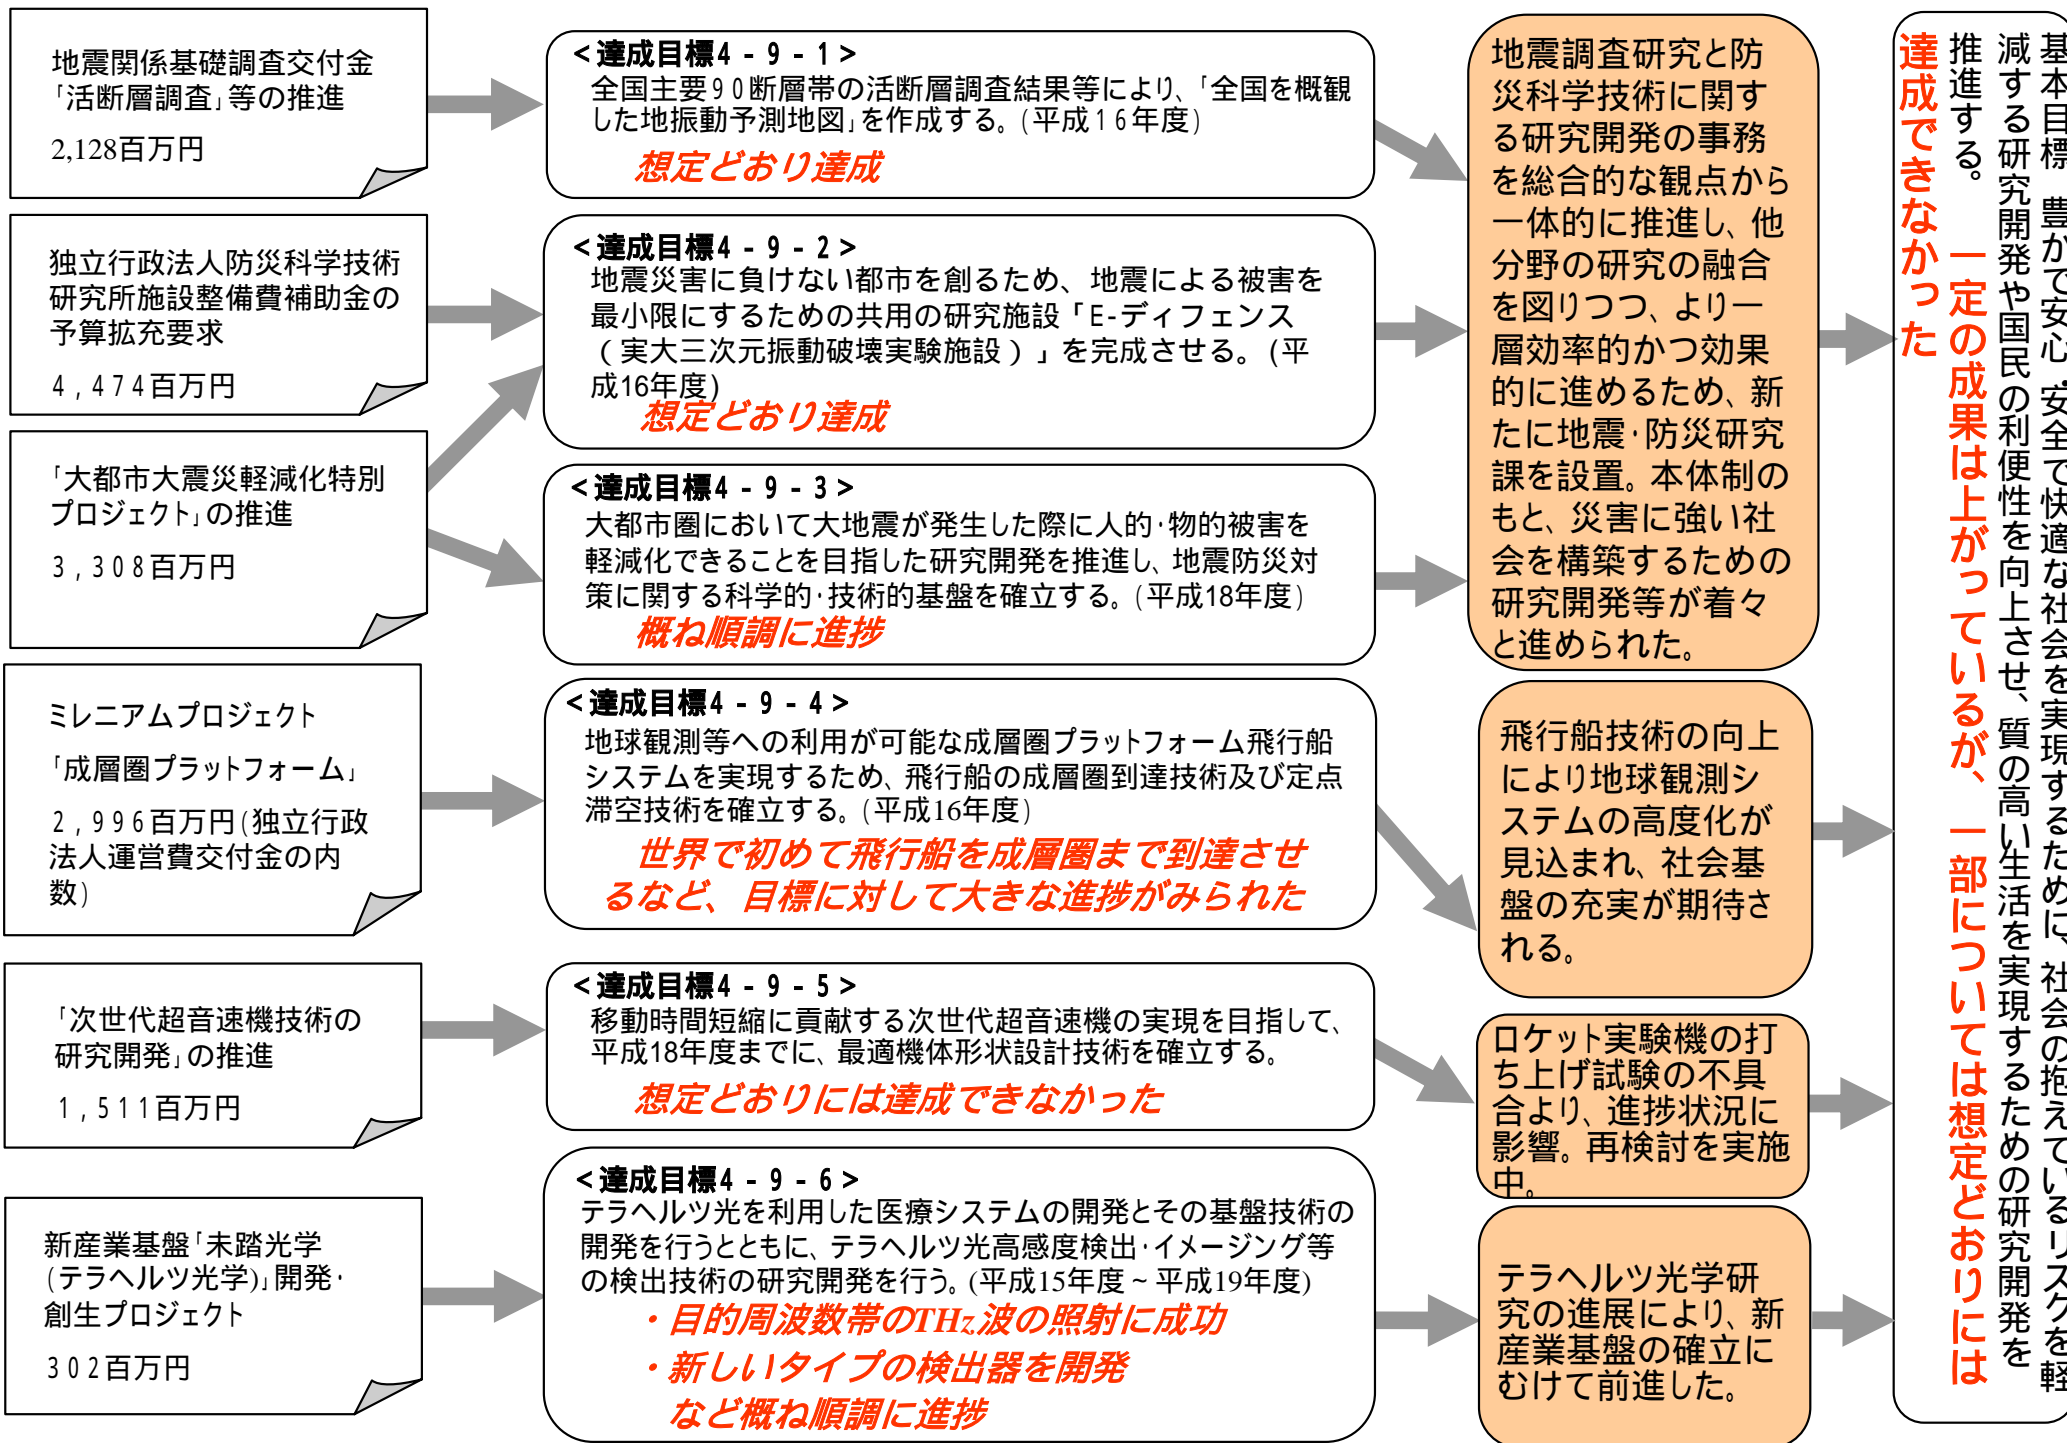 地震関係基礎調査交付金
「活断層調査」等の推進
2,128百万円
独立行政法人防災科学技術
研究所施設整備費補助金の
予算拡充要求
4,474百万円
「大都市大震災軽減化特別
プロジェクト」の推進
3,308百万円
ミレニアムプロジェクト
「成層圏プラットフォーム」
2,996百万円(独立行政
法人運営費交付金の内
数)
「次世代超音速機技術の
研究開発」の推進
1,511百万円
新産業基盤「未踏光学
(テラヘルツ光学)」開発・
創生プロジェクト
302百万円
<達成目標4-9-1>
全国主要90断層帯の活断層調査結果等により、「全国を概観
した地振動予測地図」を作成する。(平成16年度)
想定どおり達成
<達成目標4-9-2>
地震災害に負けない都市を創るため、地震による被害を
最小限にするための共用の研究施設「E-ディフェンス
(実大三次元振動破壊実験施設)」を完成させる。(平
成16年度)
想定どおり達成
<達成目標4-9-3>
大都市圏において大地震が発生した際に人的・物的被害を
軽減化できることを目指した研究開発を推進し、地震防災対
策に関する科学的・技術的基盤を確立する。(平成18年度)
概ね順調に進捗
<達成目標4-9-4>
地球観測等への利用が可能な成層圏プラットフォーム飛行船
システムを実現するため、飛行船の成層圏到達技術及び定点
滞空技術を確立する。(平成16年度)
世界で初めて飛行船を成層圏まで到達させ
るなど、目標に対して大きな進捗がみられた
<達成目標4-9-5>
移動時間短縮に貢献する次世代超音速機の実現を目指して、
平成18年度までに、最適機体形状設計技術を確立する。
想定どおりには達成できなかった
<達成目標4-9-6>
テラヘルツ光を利用した医療システムの開発とその基盤技術の
開発を行うとともに、テラヘルツ光高感度検出・イメージング等
の検出技術の研究開発を行う。(平成15年度~平成19年度)
・目的周波数帯のTHz波の照射に成功
・新しいタイプの検出器を開発
など概ね順調に進捗
地震調査研究と防
災科学技術に関す
る研究開発の事務
を総合的な観点から
一体的に推進し、他
分野の研究の融合
を図りつつ、より一
層効率的かつ効果
的に進めるため、新
たに地震・防災研究
課を設置。本体制の
もと、災害に強い社
会を構築するための
研究開発等が着々
と進められた。
飛行船技術の向上
により地球観測シ
ステムの高度化が
見込まれ、社会基
盤の充実が期待さ
れる。
ロケット実験機の打
ち上げ試験の不具
合より、進捗状況に
影響。再検討を実施
中。
テラヘルツ光学研
究の進展により、新
産業基盤の確立に
むけて前進した。
基本目標 豊かで安心・安全で快適な社会を実現するために、社会の抱えているリスクを軽
減する研究開発や国民の利便性を向上させ、質の高い生活を実現するための研究開発を
推進する。 一定の成果は上がっているが、一部については想定どおりには
達成できなかった